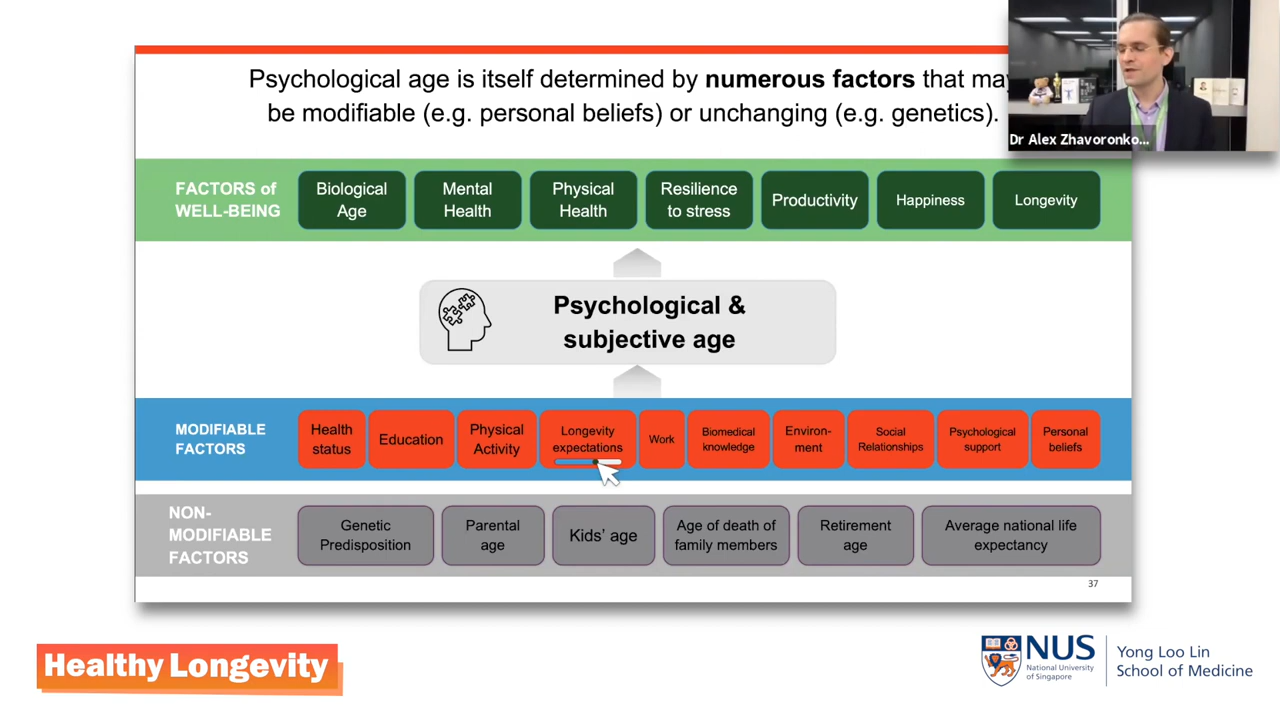 Psychological age is itself determined by numerous factors that may
be modifiable (e.g. personal beliefs) or unchanging (e.g. genetics).
Dr Alex Zhavoronko...
FACTORS of
WELL-BEING
Biological
Age
Mental
Health
Physical
Health
Resilience
to stress
Productivity
Happiness
Longevity
Psychological &
subjective age
MODIFIABLE
FACTORS
Health
status
Education
Physical
Activity
Longevity
expectations
Work
Biomedical
knowledge
Environ-
ment
Social
Relationships
Psychological
support
Personal
beliefs
NON-
MODIFIABLE
FACTORS
Genetic
Predisposition
Parental
age
Kids' age
Age of death of
family members
Retirement
age
Average national life
expectancy
37
Healthy Longevity
NUS
National University
of Singapore
Yong Loo Lin
School of Medicine